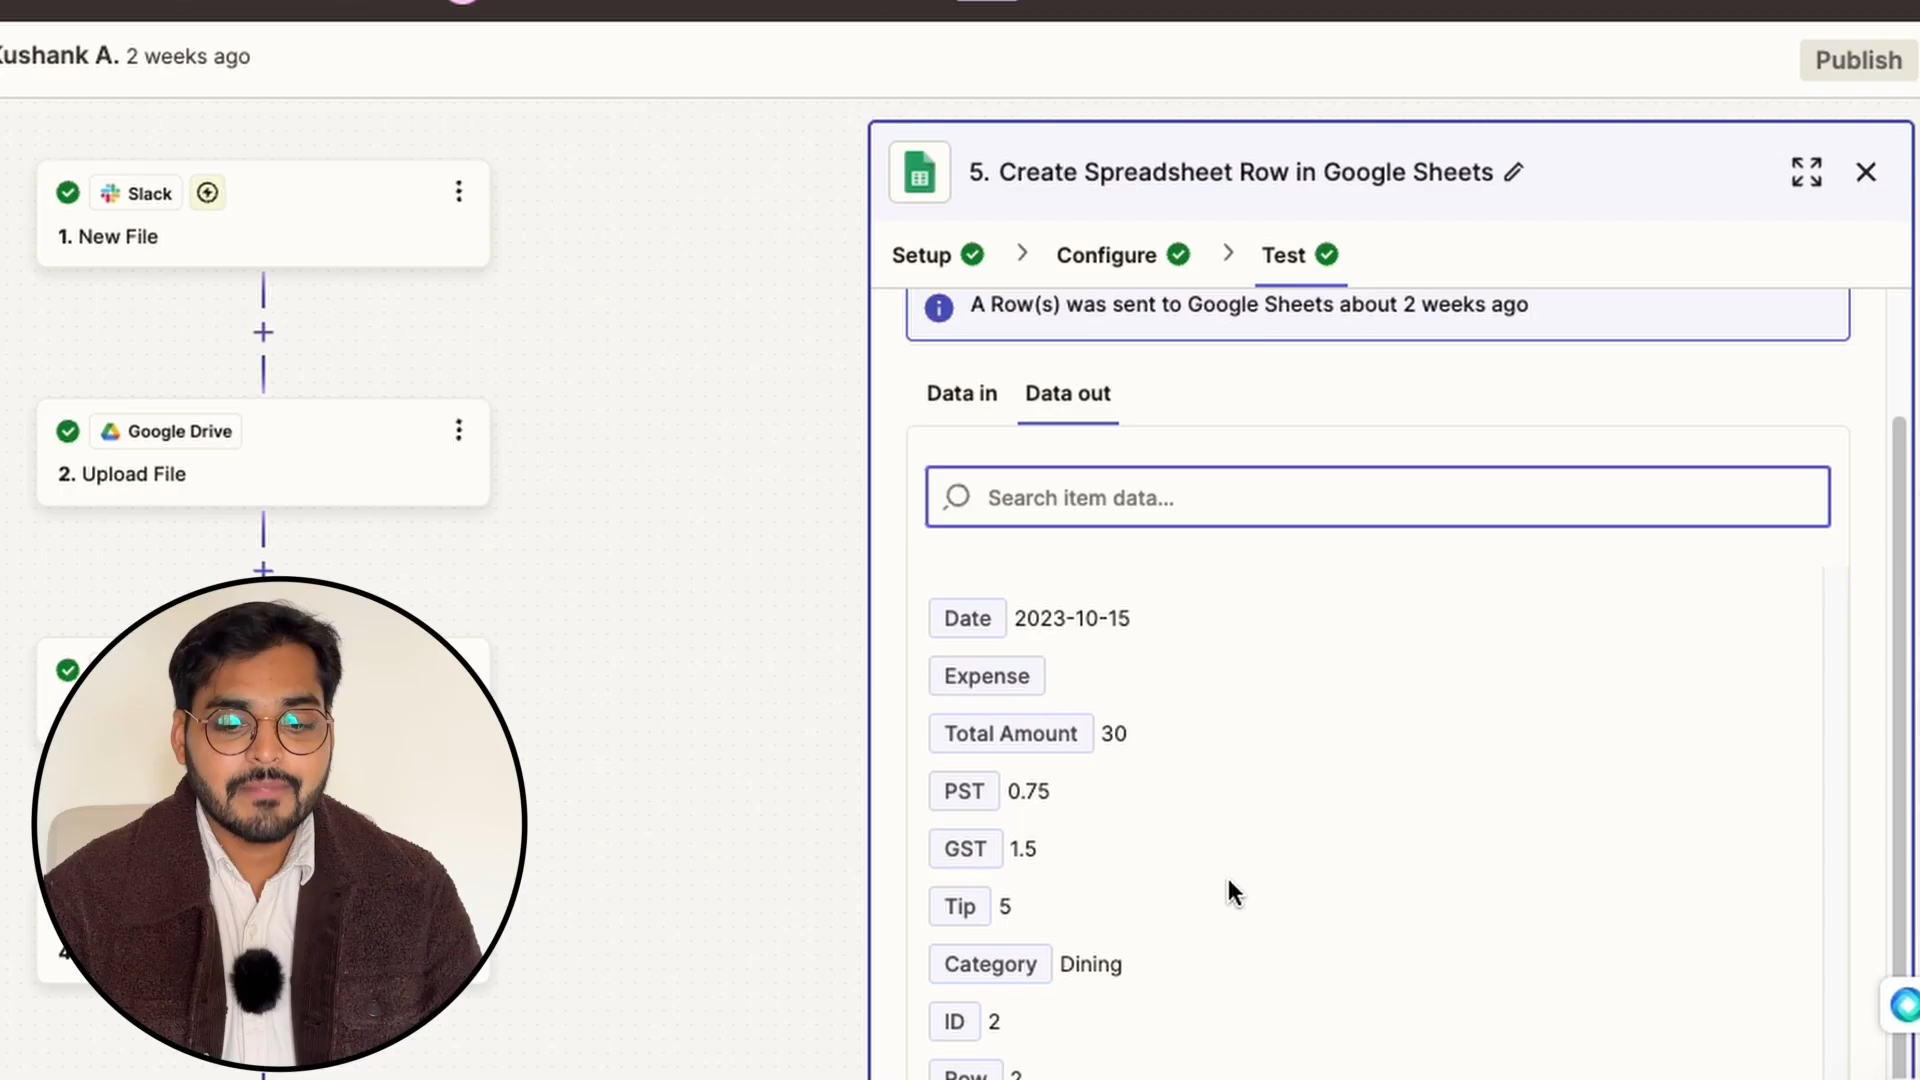 Kushank A. 2 weeks ago
Publish
Slack
1. New File
Google Drive
2. Upload File
5. Create Spreadsheet Row in Google Sheets
Setup
Configure
Test
A Row(s) was sent to Google Sheets about 2 weeks ago
Data in
Data out
Search item data...
Date 2023-10-15
Expense
Total Amount 30
PST 0.75
GST 1.5
Tip 5
Category Dining
ID 2
Row 2